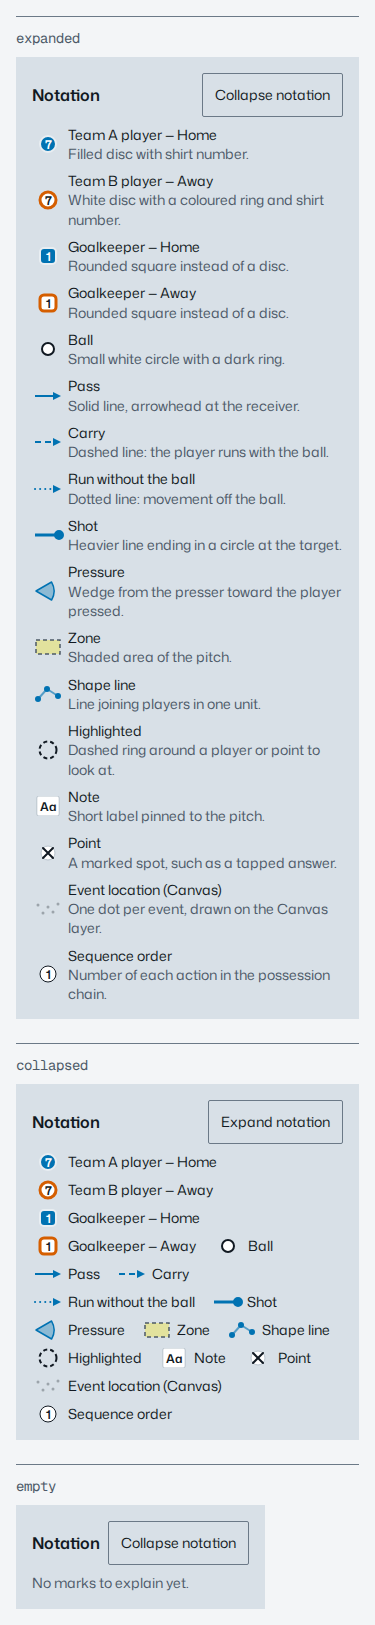 expanded
Notation
Collapse notation
7 Team A player – Home
Filled disc with shirt number.
7 Team B player – Away
White disc with a coloured ring and shirt
number.
1 Goalkeeper – Home
Rounded square instead of a disc.
1 Goalkeeper – Away
Rounded square instead of a disc.
Ball
Small white circle with a dark ring.
Pass
Solid line, arrowhead at the receiver.
Carry
Dashed line: the player runs with the ball.
Run without the ball
Dotted line: movement off the ball.
Shot
Heavier line ending in a circle at the target.
Pressure
Wedge from the presser toward the player
pressed.
Zone
Shaded area of the pitch.
Shape line
Line joining players in one unit.
Highlighted
Dashed ring around a player or point to
look at.
Aa Note
Short label pinned to the pitch.
Point
A marked spot, such as a tapped answer.
Event location (Canvas)
One dot per event, drawn on the Canvas
layer.
1 Sequence order
Number of each action in the possession
chain.
collapsed
Notation
Expand notation
7 Team A player – Home
7 Team B player – Away
1 Goalkeeper – Home
1 Goalkeeper – Away Ball
Pass Carry
Run without the ball Shot
Pressure Zone Shape line
Highlighted Aa Note Point
Event location (Canvas)
1 Sequence order
empty
Notation
Collapse notation
No marks to explain yet.